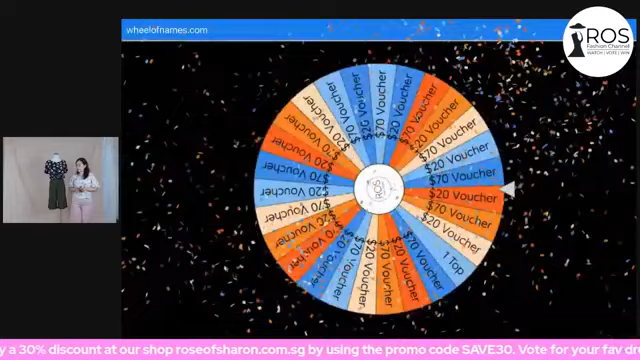 wheelofnames.com
ROS
Fashion Channel
WATCH | VOTE | WIN
$70 Voucher
$20 Voucher
$70 Voucher
$20 Voucher
$70 Voucher
$20 Voucher
$70 Voucher
$20 Voucher
$70 Voucher
$20 Voucher
$70 Voucher
$20 Voucher
1 Top
$70 Voucher
$20 Voucher
$70 Voucher
$20 Voucher
$70 Voucher
ROS
y a 30% discount at our shop roseofsharon.com.sg by using the promo code SAVE30. Vote for your fav dre